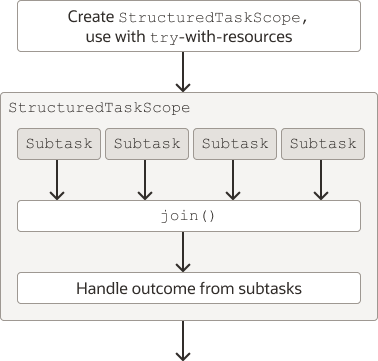 Create StructuredTaskScope,
use with try-with-resources
StructuredTaskScope
Subtask Subtask Subtask Subtask
join()
Handle outcome from subtasks